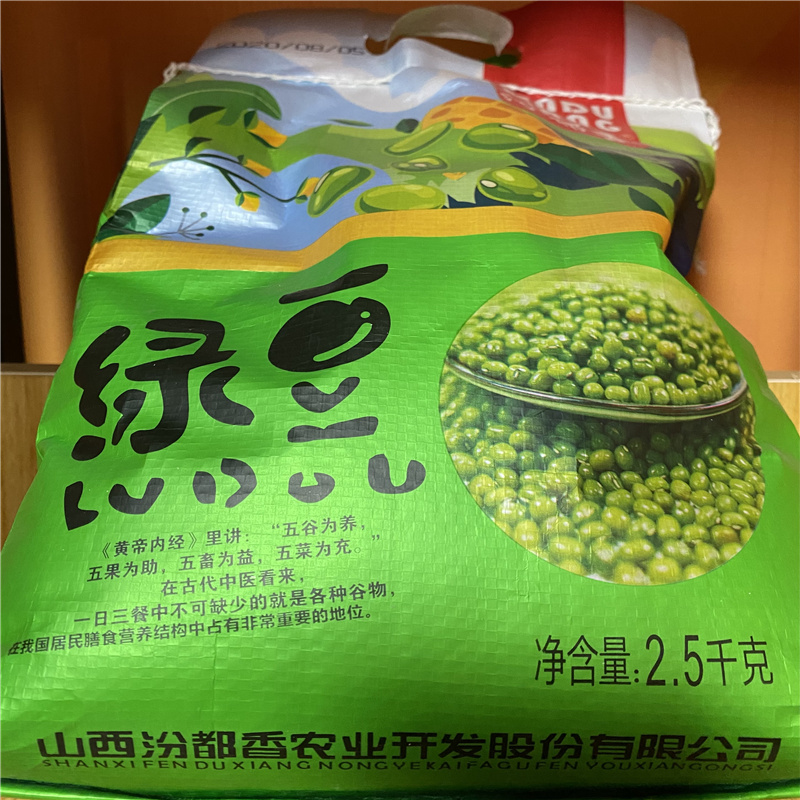 2020/08/05
绿豆
LUDOU
《黄帝内经》里讲：“五谷为养，
五果为助，五畜为益，五菜为充。”
在古代中医看来，
一日三餐中不可缺少的就是各种谷物，
在我国居民膳食营养结构中占有非常重要的地位。
净含量:2.5千克
山西汾都香农业开发股份有限公司
SHANXIFENDUXIANGNONGYEKAIFAGUFENYOUXIANGONGSI